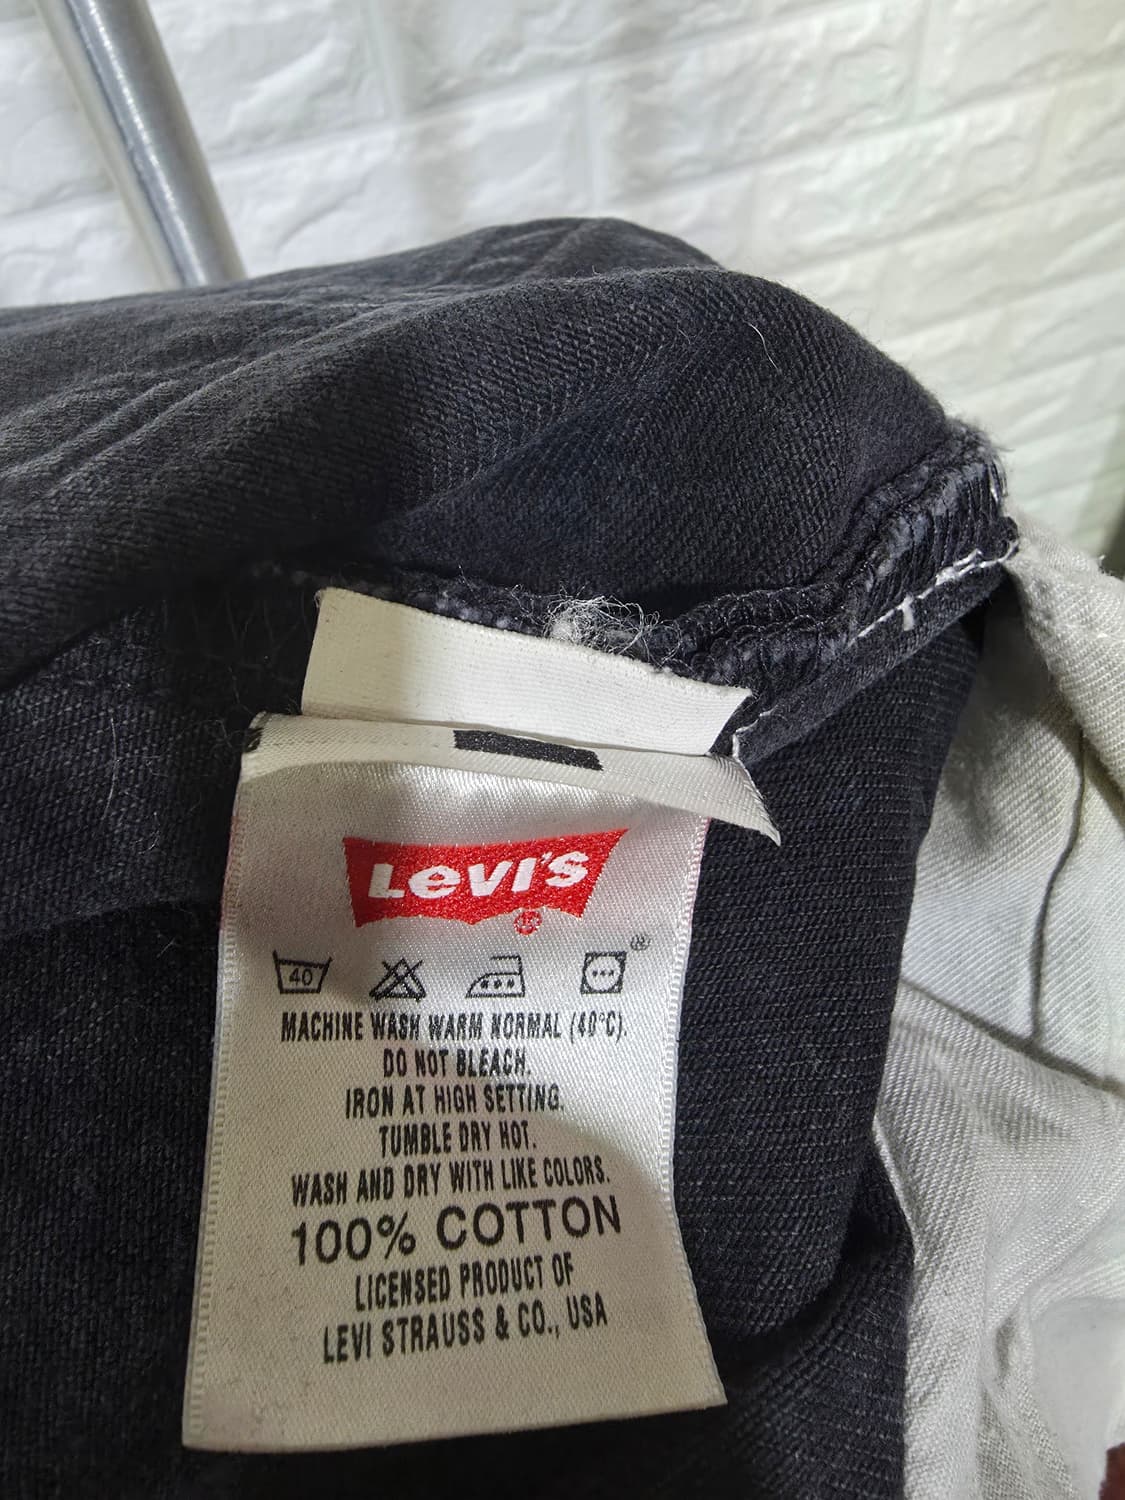 Levi's
®
40
MACHINE WASH WARM NORMAL (40°C).
DO NOT BLEACH.
IRON AT HIGH SETTING.
TUMBLE DRY HOT.
WASH AND DRY WITH LIKE COLORS.
100% COTTON
LICENSED PRODUCT OF
LEVI STRAUSS & CO., USA